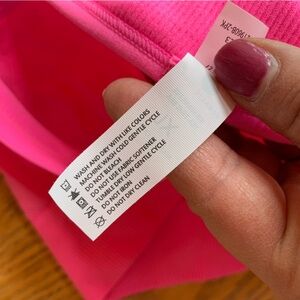 WASH AND DRY WITH LIKE COLORS
MACHINE WASH COLD GENTLE CYCLE
DO NOT BLEACH
DO NOT USE FABRIC SOFTENER
TUMBLE DRY LOW GENTLE CYCLE
DO NOT IRON
DO NOT DRY CLEAN